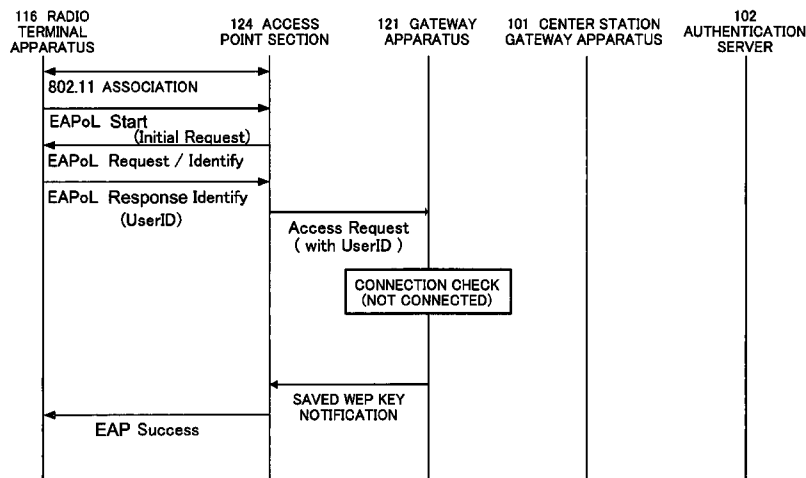 116 RADIO
TERMINAL
APPARATUS
124 ACCESS
POINT SECTION
121 GATEWAY
APPARATUS
101 CENTER STATION
GATEWAY APPARATUS
102
AUTHENTICATION
SERVER
802.11 ASSOCIATION
EAPoL Start
(Initial Request)
EAPoL Request / Identify
EAPoL Response Identify
(UserID)
Access Request
( with UserID )
CONNECTION CHECK
(NOT CONNECTED)
SAVED WEP KEY
NOTIFICATION
EAP Success